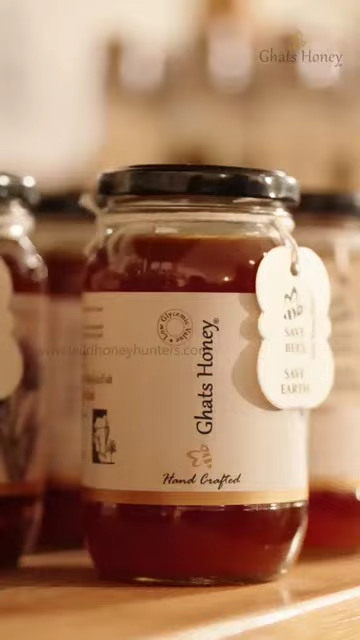 Ghats Honey
www.wildhoneyhunters.com
Low Glycemic Value
Ghats Honey®
Hand Crafted
SAVE
BEES
SAVE
EARTH